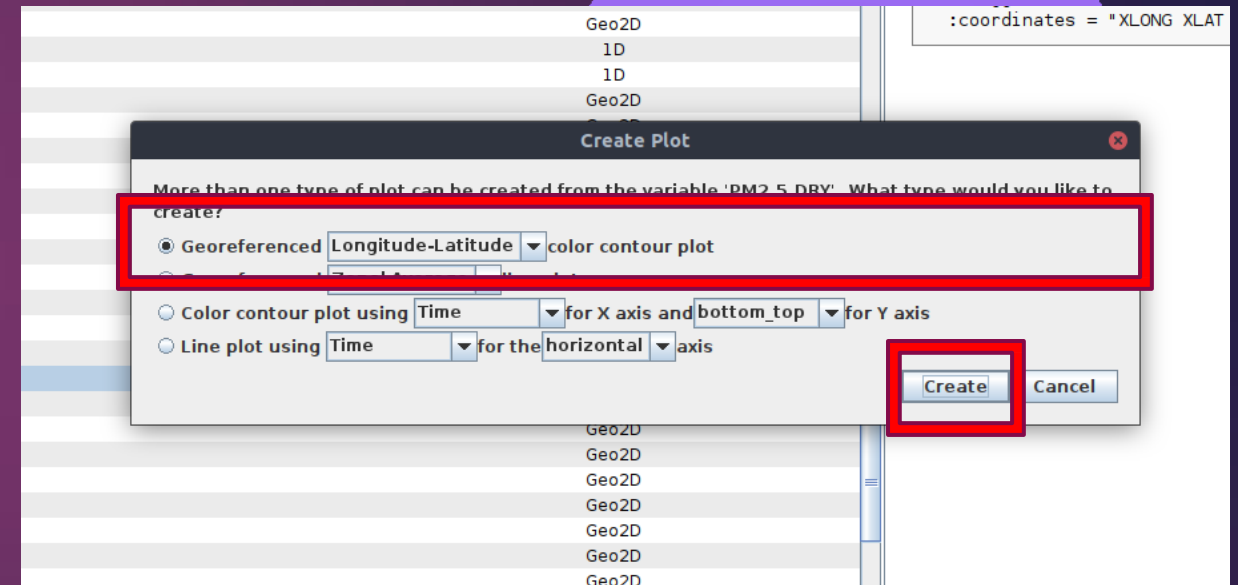 Geo2D
:coordinates = "XLONG XLAT
1D
1D
Geo2D
Create Plot
More than one type of plot can be created from the variable 'PM2_5_DRY'. What type would you like to
create?
Georeferenced Longitude-Latitude color contour plot
Color contour plot using Time for X axis and bottom_top for Y axis
Line plot using Time for the horizontal axis
Create Cancel
Geo2D
Geo2D
Geo2D
Geo2D
Geo2D
Geo2D
Geo2D